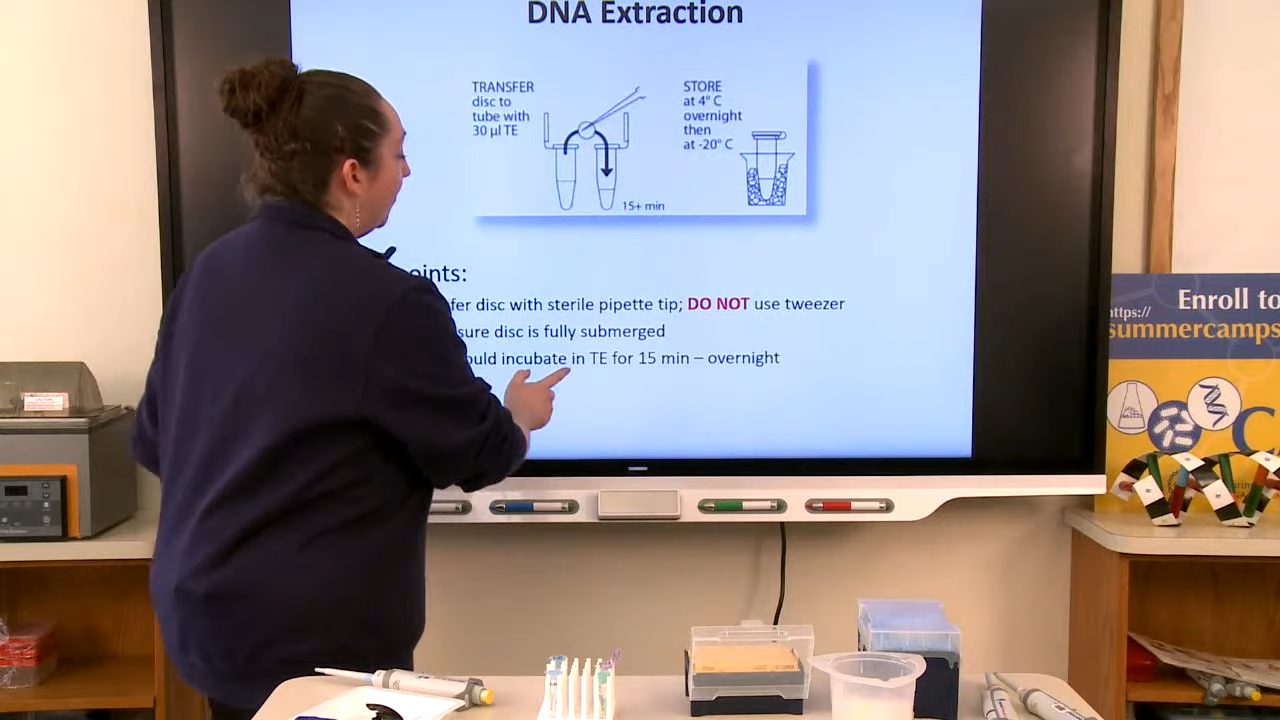 DNA Extraction
TRANSFER
disc to
tube with
30 µl TE
15+ min
STORE
at 4° C
overnight
then
at -20° C
oints:
fer disc with sterile pipette tip; DO NOT use tweezer
sure disc is fully submerged
ould incubate in TE for 15 min – overnight
Enroll to
https://
summercamps
C